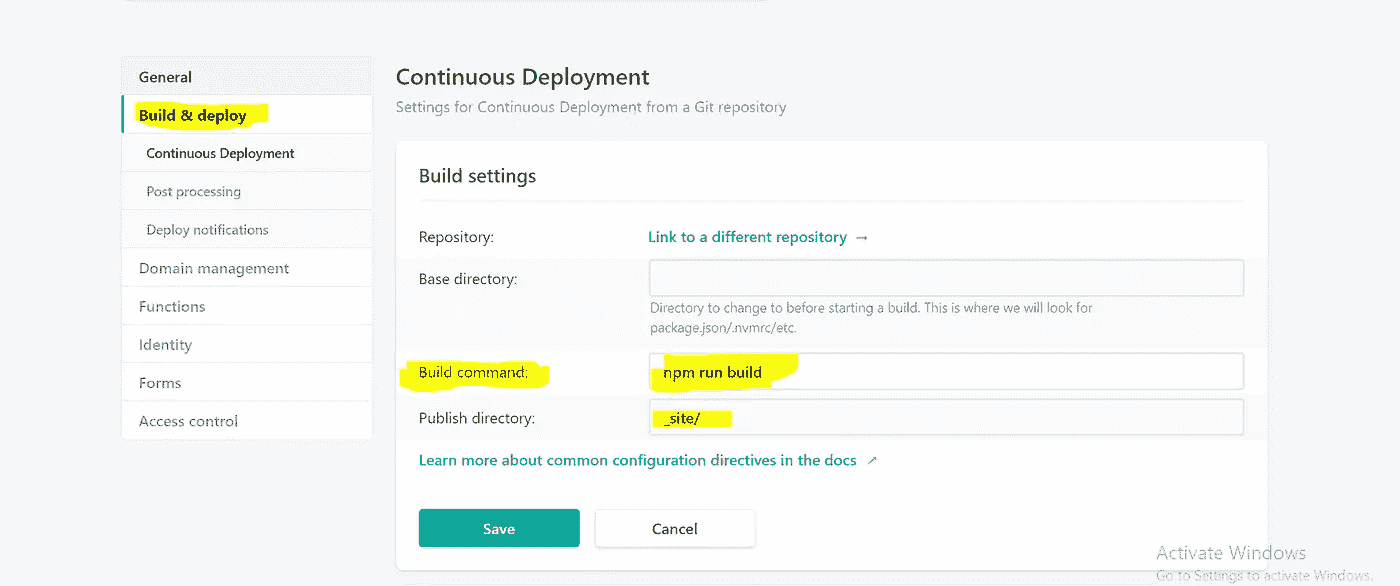 General
Build & deploy
Continuous Deployment
Post processing
Deploy notifications
Domain management
Functions
Identity
Forms
Access control
Continuous Deployment
Settings for Continuous Deployment from a Git repository
Build settings
Repository:
Link to a different repository →
Base directory:
Directory to change to before starting a build. This is where we will look for
package.json/.nvmrc/etc.
Build command:
npm run build
Publish directory:
_site/
Learn more about common configuration directives in the docs ↗
Save
Cancel
Activate Windows
Go to Settings to activate Windows.